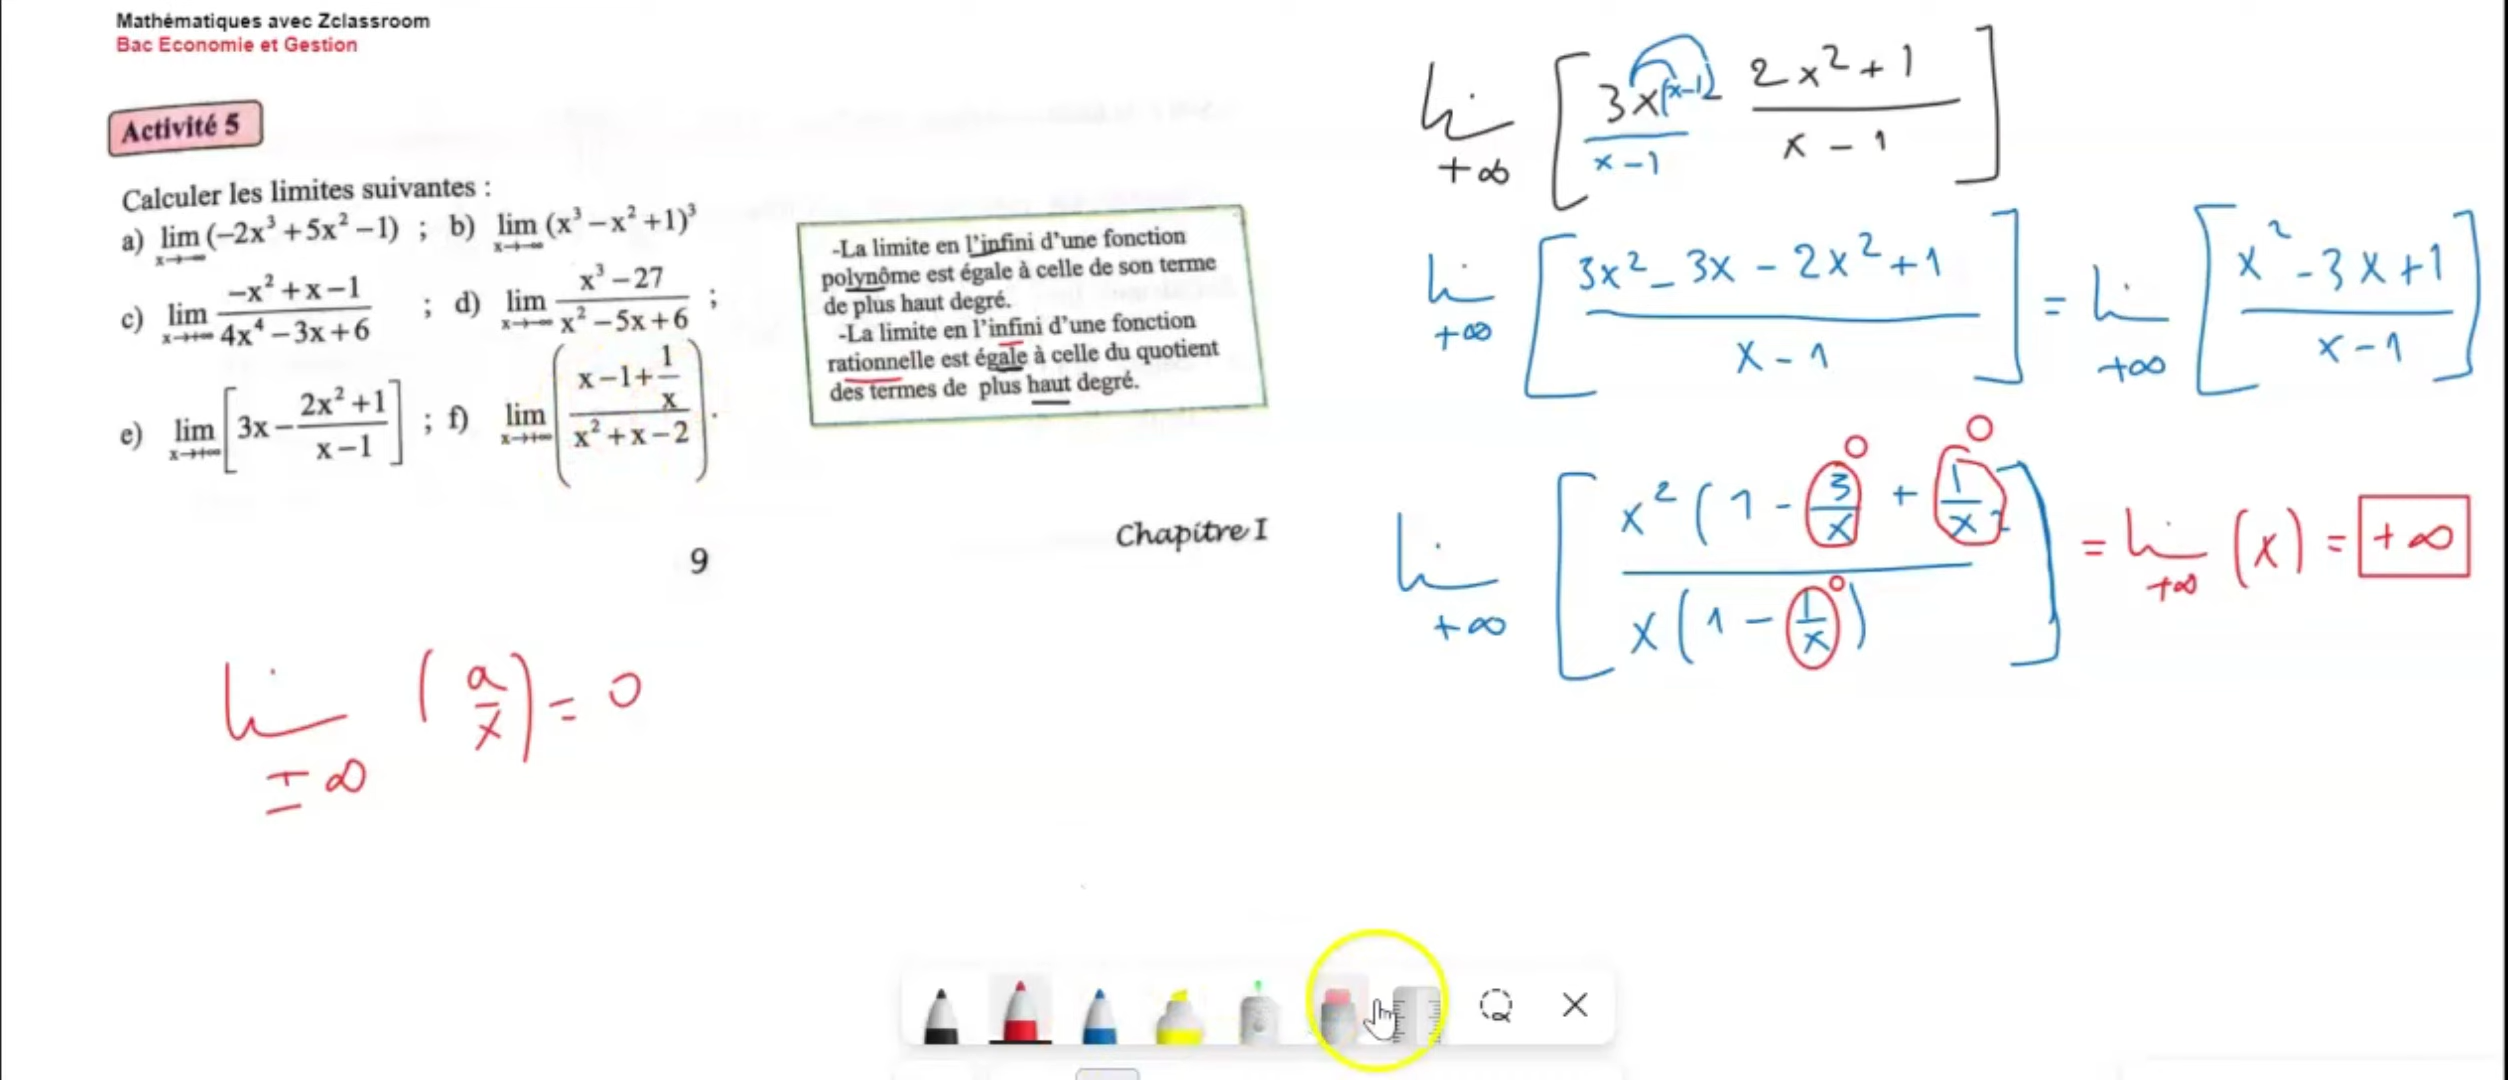 Mathématiques avec Zclassroom
Bac Economie et Gestion
Activité 5
Calculer les limites suivantes :
a) lim x→−∞ (−2x³ + 5x² − 1) ; b) lim x→−∞ (x³ − x² + 1)³
c) lim x→+∞ (−x² + x − 1)/(4x⁴ − 3x + 6) ; d) lim x→−∞ (x³ − 27)/(x² − 5x + 6) ;
e) lim x→+∞ [3x − (2x² + 1)/(x − 1)] ; f) lim x→+∞ ((x − 1 + 1/x)/(x² + x − 2)).
-La limite en l'infini d'une fonction
polynôme est égale à celle de son terme
de plus haut degré.
-La limite en l'infini d'une fonction
rationnelle est égale à celle du quotient
des termes de plus haut degré.
Chapitre I
9
lim ±∞ (a/x) = 0
lim +∞ [3x(x−1)/(x−1) (2x² + 1)/(x − 1)]
lim +∞ [(3x² − 3x − 2x² + 1)/(x − 1)] = lim +∞ [(x² − 3x + 1)/(x − 1)]
lim +∞ [x²(1 − 3/x + 1/x²)/x(1 − 1/x)] = lim +∞ (x) = +∞
0 0
0